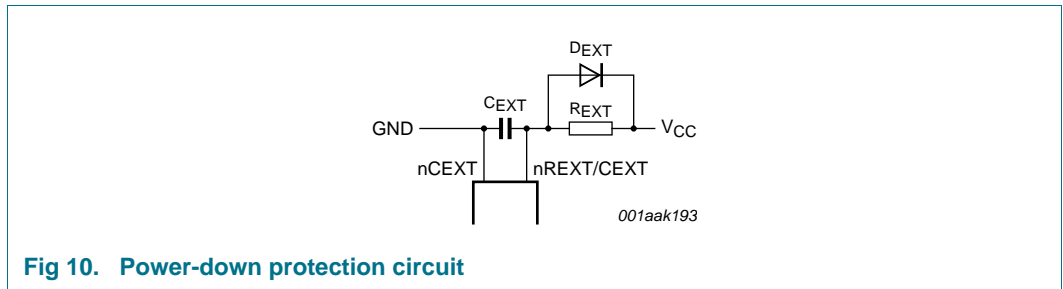 DEXT
CEXT
REXT
GND
VCC
nCEXT
nREXT/CEXT
001aak193
Fig 10. Power-down protection circuit